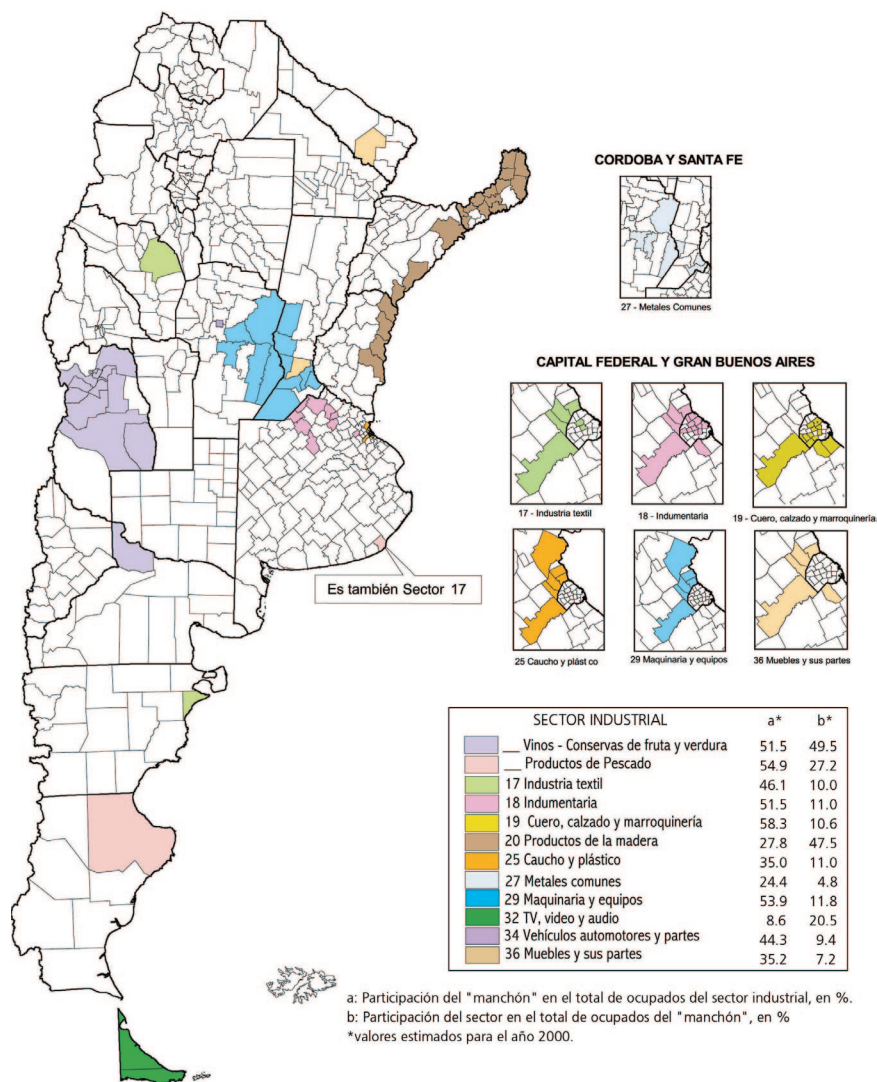 CORDOBA Y SANTA FE
27 - Metales Comunes
CAPITAL FEDERAL Y GRAN BUENOS AIRES
17 - Industria textil
18 - Indumentaria
19 - Cuero, calzado y marroquinería
Es también Sector 17
25 Caucho y plást co
29 Maquinaria y equipos
36 Muebles y sus partes
SECTOR INDUSTRIAL a* b*
__ Vinos - Conservas de fruta y verdura 51.5 49.5
__ Productos de Pescado 54.9 27.2
17 Industria textil 46.1 10.0
18 Indumentaria 51.5 11.0
19 Cuero, calzado y marroquinería 58.3 10.6
20 Productos de la madera 27.8 47.5
25 Caucho y plástico 35.0 11.0
27 Metales comunes 24.4 4.8
29 Maquinaria y equipos 53.9 11.8
32 TV, video y audio 8.6 20.5
34 Vehículos automotores y partes 44.3 9.4
36 Muebles y sus partes 35.2 7.2
a: Participación del "manchón" en el total de ocupados del sector industrial, en %.
b: Participación del sector en el total de ocupados del "manchón", en %
*valores estimados para el año 2000.